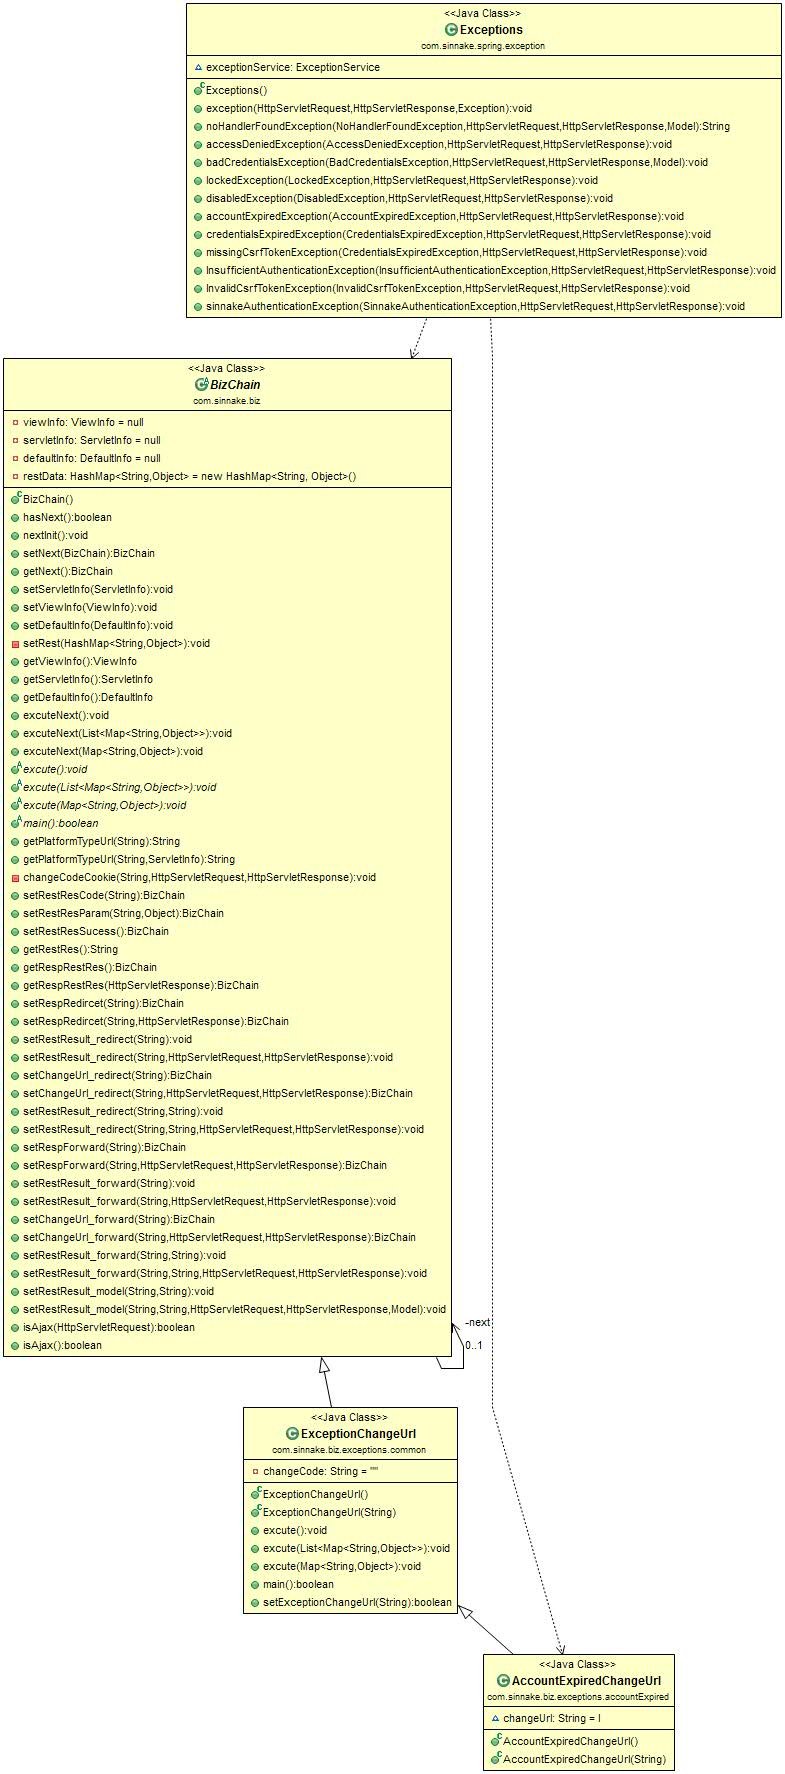 <<Java Class>>
Exceptions
com.sinnake.spring.exception
exceptionService: ExceptionService
Exceptions()
exception(HttpServletRequest,HttpServletResponse,Exception):void
noHandlerFoundException(NoHandlerFoundException,HttpServletRequest,HttpServletResponse,Model):String
accessDeniedException(AccessDeniedException,HttpServletRequest,HttpServletResponse):void
badCredentialsException(BadCredentialsException,HttpServletRequest,HttpServletResponse,Model):void
lockedException(LockedException,HttpServletRequest,HttpServletResponse):void
disabledException(DisabledException,HttpServletRequest,HttpServletResponse):void
accountExpiredException(AccountExpiredException,HttpServletRequest,HttpServletResponse):void
credentialsExpiredException(CredentialsExpiredException,HttpServletRequest,HttpServletResponse):void
missingCsrfTokenException(CredentialsExpiredException,HttpServletRequest,HttpServletResponse):void
InsufficientAuthenticationException(InsufficientAuthenticationException,HttpServletRequest,HttpServletResponse):void
InvalidCsrfTokenException(InvalidCsrfTokenException,HttpServletRequest,HttpServletResponse):void
sinnakeAuthenticationException(SinnakeAuthenticationException,HttpServletRequest,HttpServletResponse):void
<<Java Class>>
BizChain
com.sinnake.biz
viewInfo: ViewInfo = null
servletInfo: ServletInfo = null
defaultInfo: DefaultInfo = null
restData: HashMap<String,Object> = new HashMap<String, Object>()
BizChain()
hasNext():boolean
nextInit():void
setNext(BizChain):BizChain
getNext():BizChain
setServletInfo(ServletInfo):void
setViewInfo(ViewInfo):void
setDefaultInfo(DefaultInfo):void
setRest(HashMap<String,Object>):void
getViewInfo():ViewInfo
getServletInfo():ServletInfo
getDefaultInfo():DefaultInfo
excuteNext():void
excuteNext(List<Map<String,Object>>):void
excuteNext(Map<String,Object>):void
excute():void
excute(List<Map<String,Object>>):void
excute(Map<String,Object>):void
main():boolean
getPlatformTypeUrl(String):String
getPlatformTypeUrl(String,ServletInfo):String
changeCodeCookie(String,HttpServletRequest,HttpServletResponse):void
setRestResCode(String):BizChain
setRestResParam(String,Object):BizChain
setRestResSucess():BizChain
getRestRes():String
getRespRestRes():BizChain
getRespRestRes(HttpServletResponse):BizChain
setRespRedircet(String):BizChain
setRespRedircet(String,HttpServletResponse):BizChain
setRestResult_redirect(String):void
setRestResult_redirect(String,HttpServletRequest,HttpServletResponse):void
setChangeUrl_redirect(String):BizChain
setChangeUrl_redirect(String,HttpServletRequest,HttpServletResponse):BizChain
setRestResult_redirect(String,String):void
setRestResult_redirect(String,String,HttpServletRequest,HttpServletResponse):void
setRespForward(String):BizChain
setRespForward(String,HttpServletRequest,HttpServletResponse):BizChain
setRestResult_forward(String):void
setRestResult_forward(String,HttpServletRequest,HttpServletResponse):void
setChangeUrl_forward(String):BizChain
setChangeUrl_forward(String,HttpServletRequest,HttpServletResponse):BizChain
setRestResult_forward(String,String):void
setRestResult_forward(String,String,HttpServletRequest,HttpServletResponse):void
setRestResult_model(String,String):void
setRestResult_model(String,String,HttpServletRequest,HttpServletResponse,Model):void
isAjax(HttpServletRequest):boolean
isAjax():boolean
-next
0..1
<<Java Class>>
ExceptionChangeUrl
com.sinnake.biz.exceptions.common
changeCode: String = ""
ExceptionChangeUrl()
ExceptionChangeUrl(String)
excute():void
excute(List<Map<String,Object>>):void
excute(Map<String,Object>):void
main():boolean
setExceptionChangeUrl(String):boolean
<<Java Class>>
AccountExpiredChangeUrl
com.sinnake.biz.exceptions.accountExpired
changeUrl: String = l
AccountExpiredChangeUrl()
AccountExpiredChangeUrl(String)